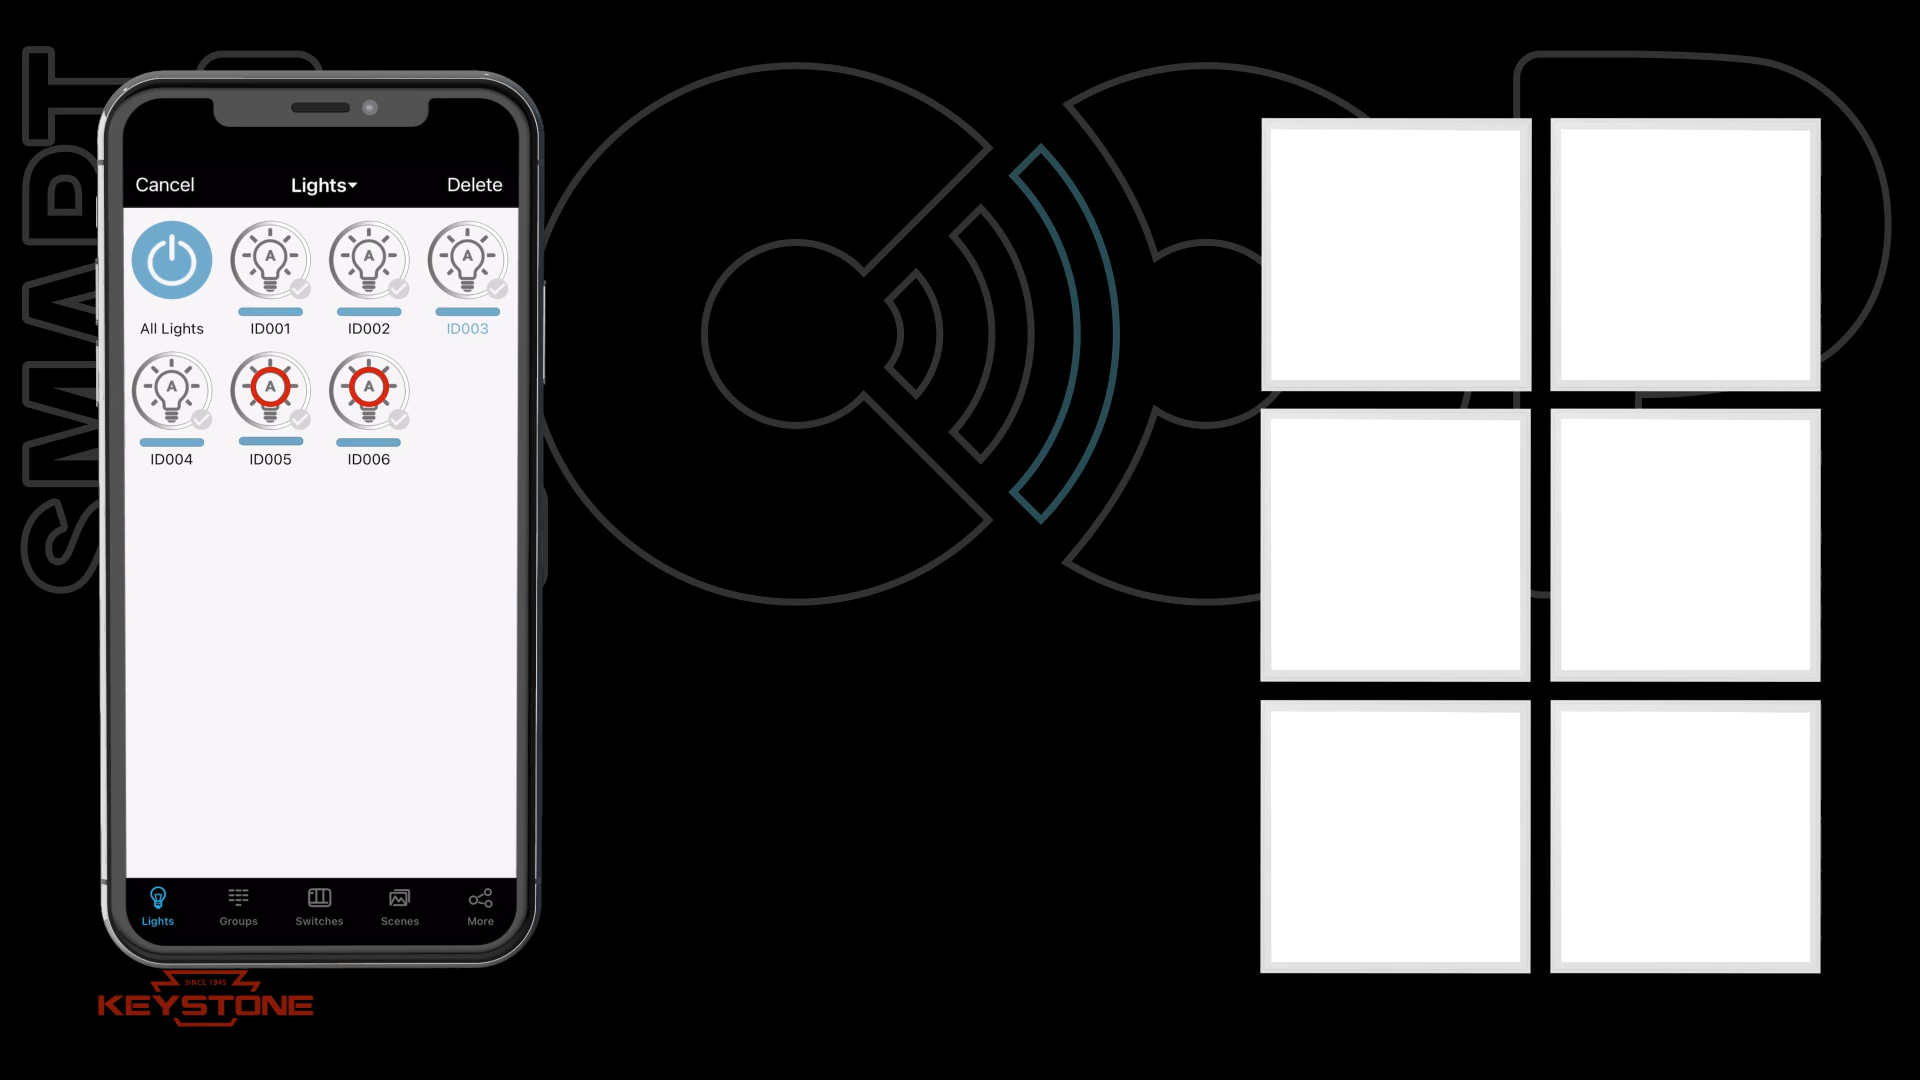 SMART
Cancel
Lights
Delete
A
A
A
All Lights
ID001
ID002
ID003
A
A
A
ID004
ID005
ID006
Lights
Groups
Switches
Scenes
More
SINCE 1945
KEYSTONE